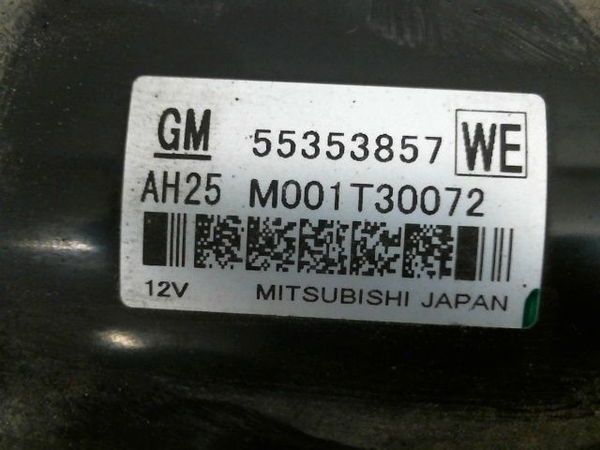 GM 55353857 WE
AH25 M001T30072
12V MITSUBISHI JAPAN